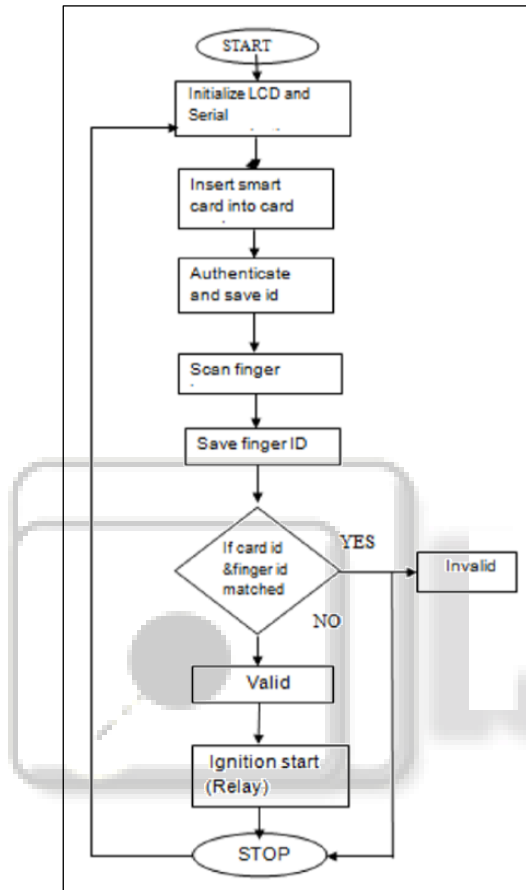 START
Initialize LCD and
Serial
Insert smart
card into card
Authenticate
and save id
Scan finger
Save finger ID
If card id
&finger id
matched
YES
Invalid
NO
Valid
Ignition start
(Relay)
STOP